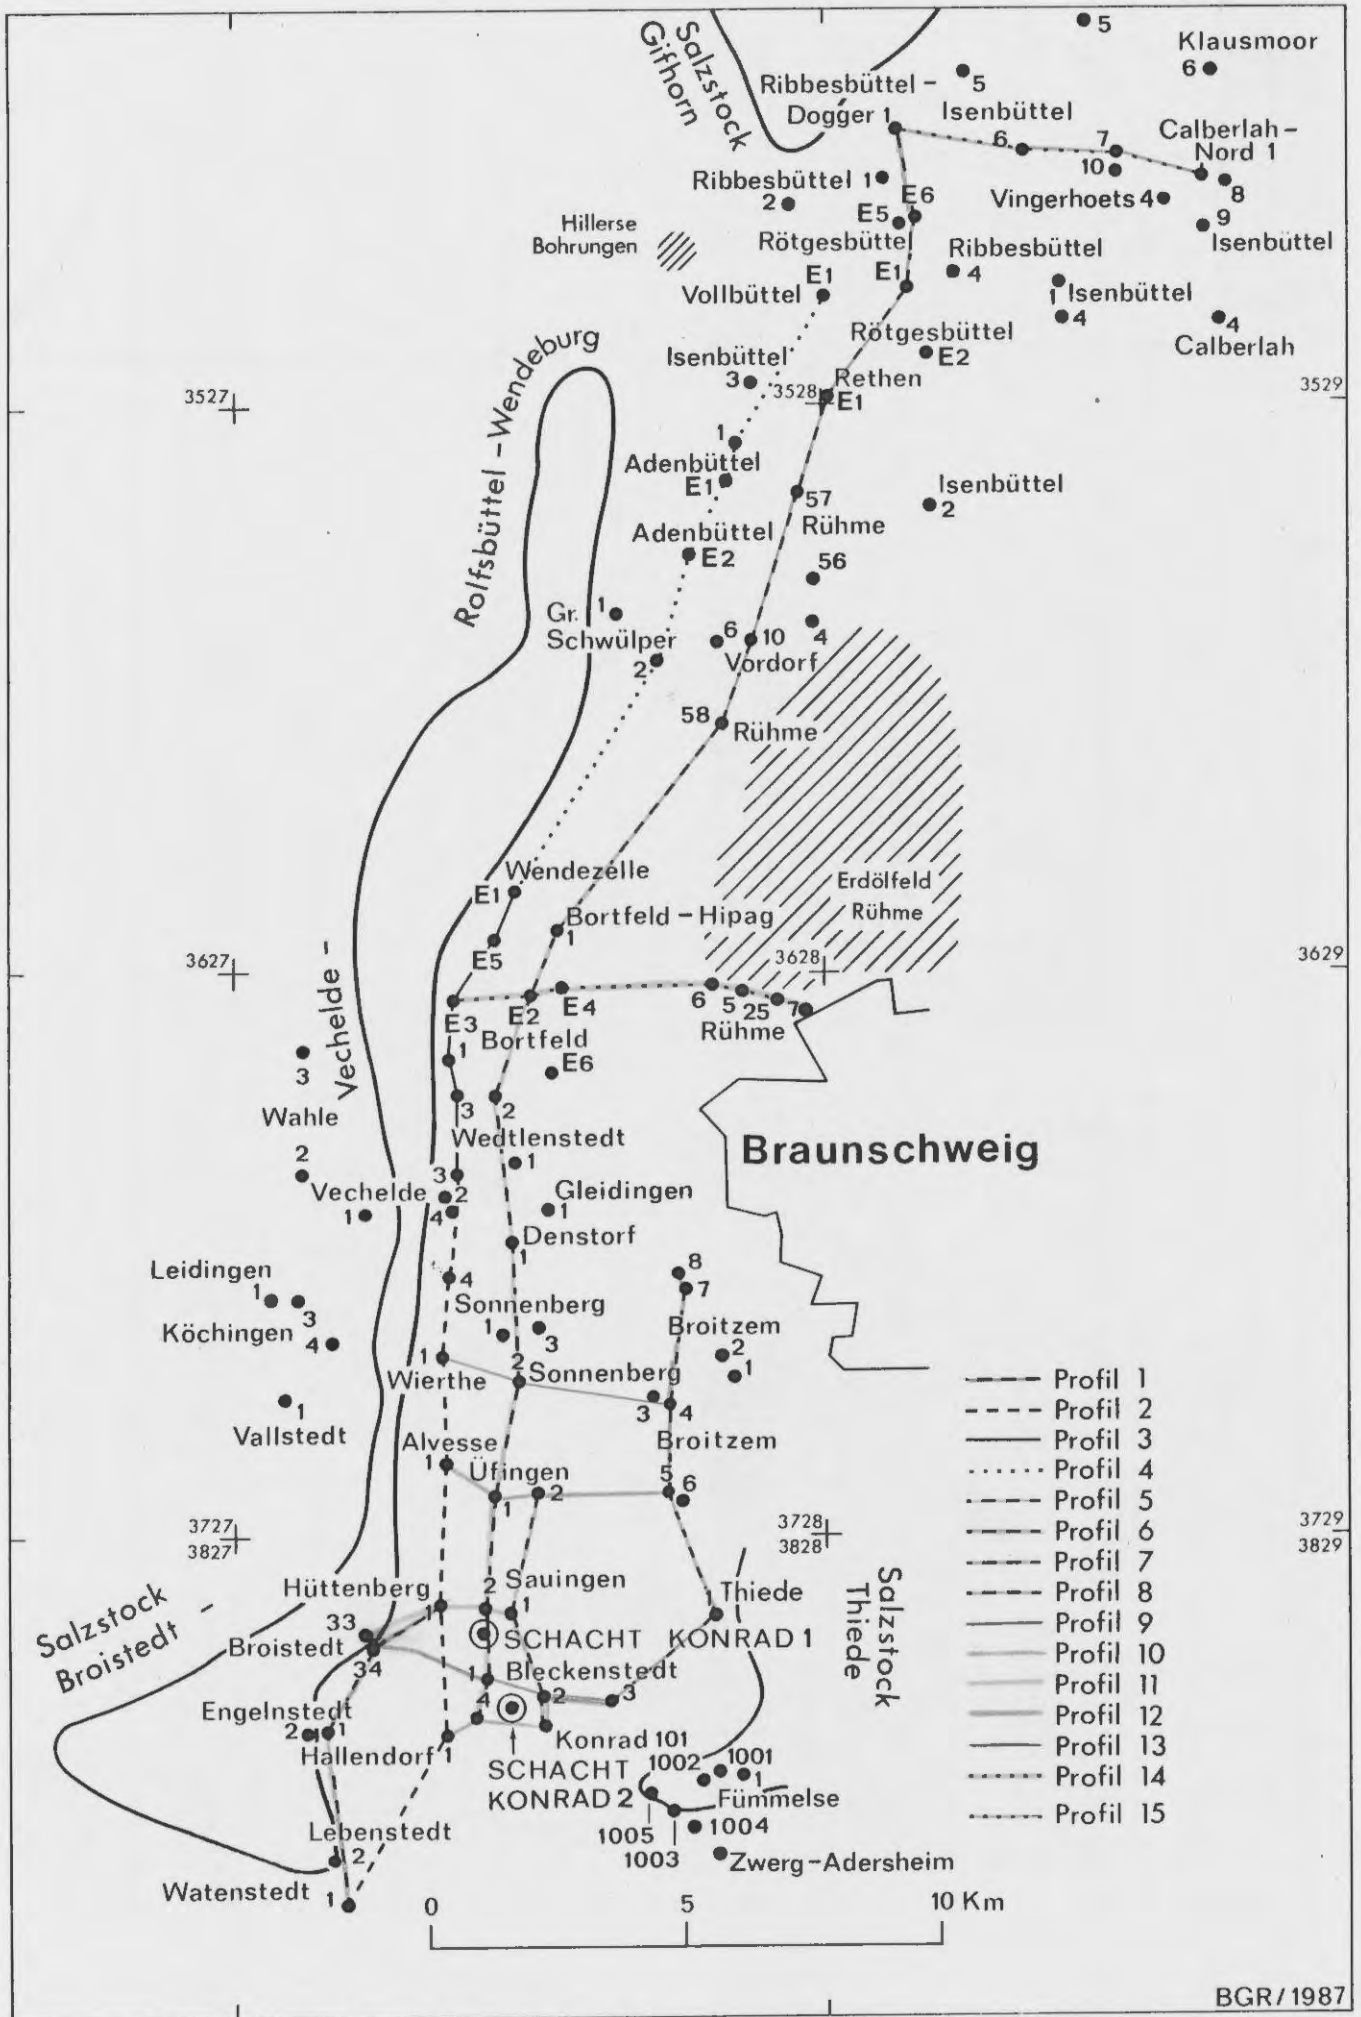 Salzstock
Gifhorn
5
Klausmoor
6
Ribbesbüttel –
Dogger 1
5
Isenbüttel
6
7
10
Calberlah –
Nord 1
8
Ribbesbüttel 1
2
E6
E5
Vingerhoets 4
9
Isenbüttel
Hillerse
Bohrungen
Rötgesbüttel
E1
Ribbesbüttel
4
Vollbüttel
E1
1
Isenbüttel
4
4
Calberlah
Rötgesbüttel
E2
Isenbüttel
3
Rethen
E1
3527
3528
3529
Rolfsbüttel – Wendeburg
1
Adenbüttel
E1
57
Rühme
Isenbüttel
2
Adenbüttel
E2
56
Gr. 1
Schwülper
2
6
10
Vordorf
4
58
Rühme
Wendezelle
E1
Erdölfeld
Rühme
Bortfeld – Hipag
1
E5
3627
3628
3629
Vechelde –
E3
E2
E4
6
5
25
7
Rühme
Bortfeld
1
E6
3
Wahle
2
3
2
Wedtlenstedt
1
Braunschweig
Vechelde
1
3
2
4
Gleidingen
1
Denstorf
1
Leidingen
1
3
4
8
7
Köchingen
4
Sonnenberg
1
3
Broitzem
2
1
1
Wierthe
2
Sonnenberg
3
4
Vallstedt
1
Broitzem
Alvesse
1
Üfingen
1
2
5
6
3727
3827
3728
3828
3729
3829
Profil 1
Profil 2
Profil 3
Profil 4
Profil 5
Profil 6
Profil 7
Profil 8
Profil 9
Profil 10
Profil 11
Profil 12
Profil 13
Profil 14
Profil 15
Salzstock
Broistedt –
Salzstock
Thiede
Hüttenberg
1
2
Sauingen
1
Thiede
33
Broistedt
34
SCHACHT KONRAD 1
Bleckenstedt
1
2
3
4
Engelnstedt
2
1
Hallendorf 1
Konrad 101
SCHACHT
KONRAD 2
1002
1001
1
Fümmelse
1005
1003
1004
Zwerg-Adersheim
Lebenstedt
2
Watenstedt
1
0
5
10 Km
BGR/1987